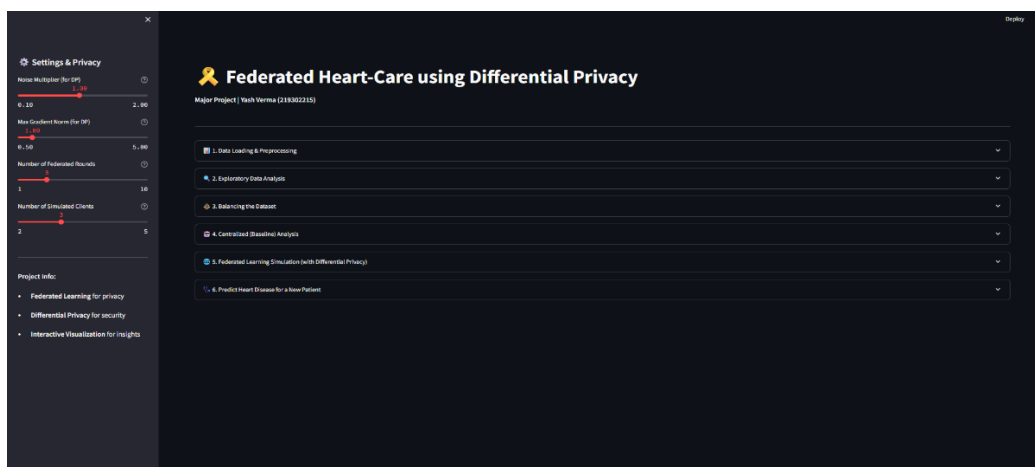 Deploy
Settings & Privacy
Noise Multiplier (for DP)
1.30
0.10 2.00
Max Gradient Norm (for DP)
1.00
0.50 5.00
Number of Federated Rounds
3
1 10
Number of Simulated Clients
3
2 5
Project Info:
• Federated Learning for privacy
• Differential Privacy for security
• Interactive Visualization for insights
Federated Heart-Care using Differential Privacy
Major Project | Yash Verma (219302215)
1. Data Loading & Preprocessing
2. Exploratory Data Analysis
3. Balancing the Dataset
4. Centralized (Baseline) Analysis
5. Federated Learning Simulation (with Differential Privacy)
6. Predict Heart Disease for a New Patient